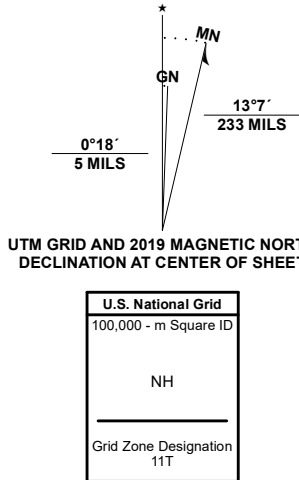 ★
MN
GN
13°7´
233 MILS
0°18´
5 MILS
UTM GRID AND 2019 MAGNETIC NORT
DECLINATION AT CENTER OF SHEET
U.S. National Grid
100,000 - m Square ID
NH
Grid Zone Designation
11T